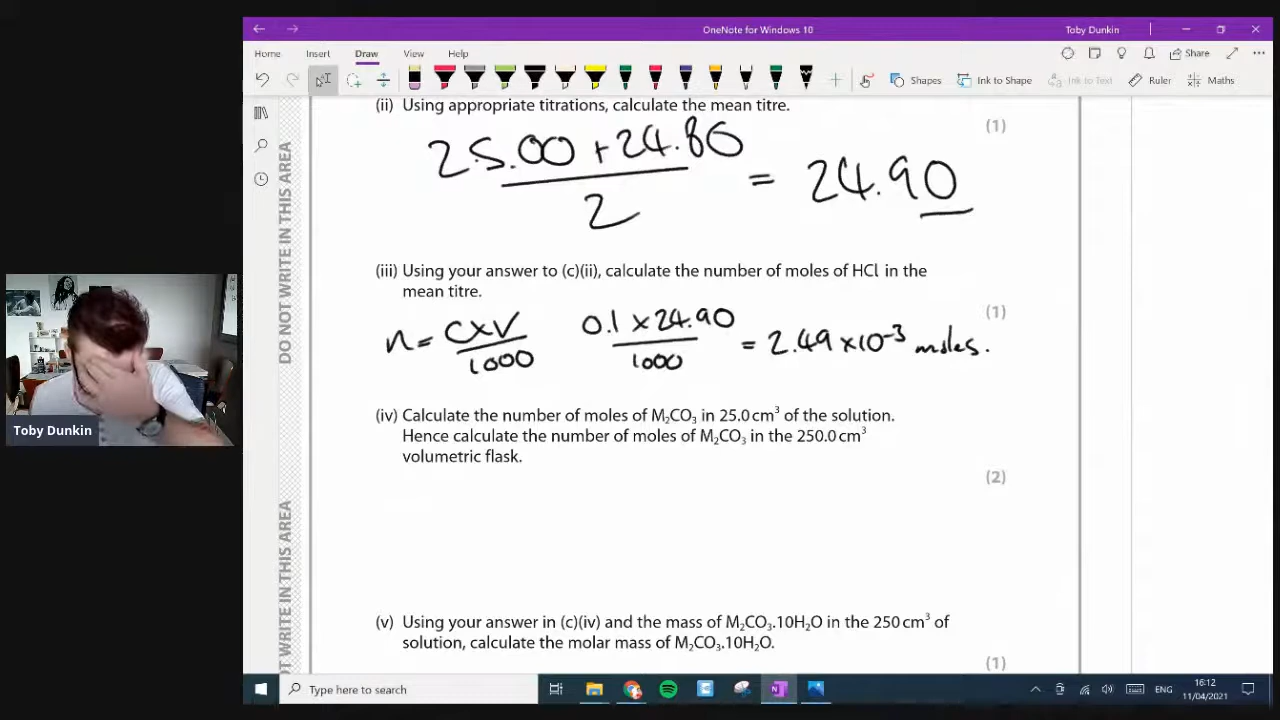 OneNote for Windows 10
Toby Dunkin
Home Insert Draw View Help
Share
Shapes Ink to Shape Ink to Text Ruler Maths
(ii) Using appropriate titrations, calculate the mean titre.
(1)
25.00 + 24.80
2
= 24.90
(iii) Using your answer to (c)(ii), calculate the number of moles of HCl in the
mean titre.
(1)
n = C×V
1000
0.1 × 24.90
1000
= 2.49 ×10⁻³ moles.
(iv) Calculate the number of moles of M₂CO₃ in 25.0 cm³ of the solution.
Hence calculate the number of moles of M₂CO₃ in the 250.0 cm³
volumetric flask.
(2)
(v) Using your answer in (c)(iv) and the mass of M₂CO₃.10H₂O in the 250 cm³ of
solution, calculate the molar mass of M₂CO₃.10H₂O.
(1)
DO NOT WRITE IN THIS AREA
OT WRITE IN THIS AREA
Toby Dunkin
Type here to search
ENG
16:12
11/04/2021